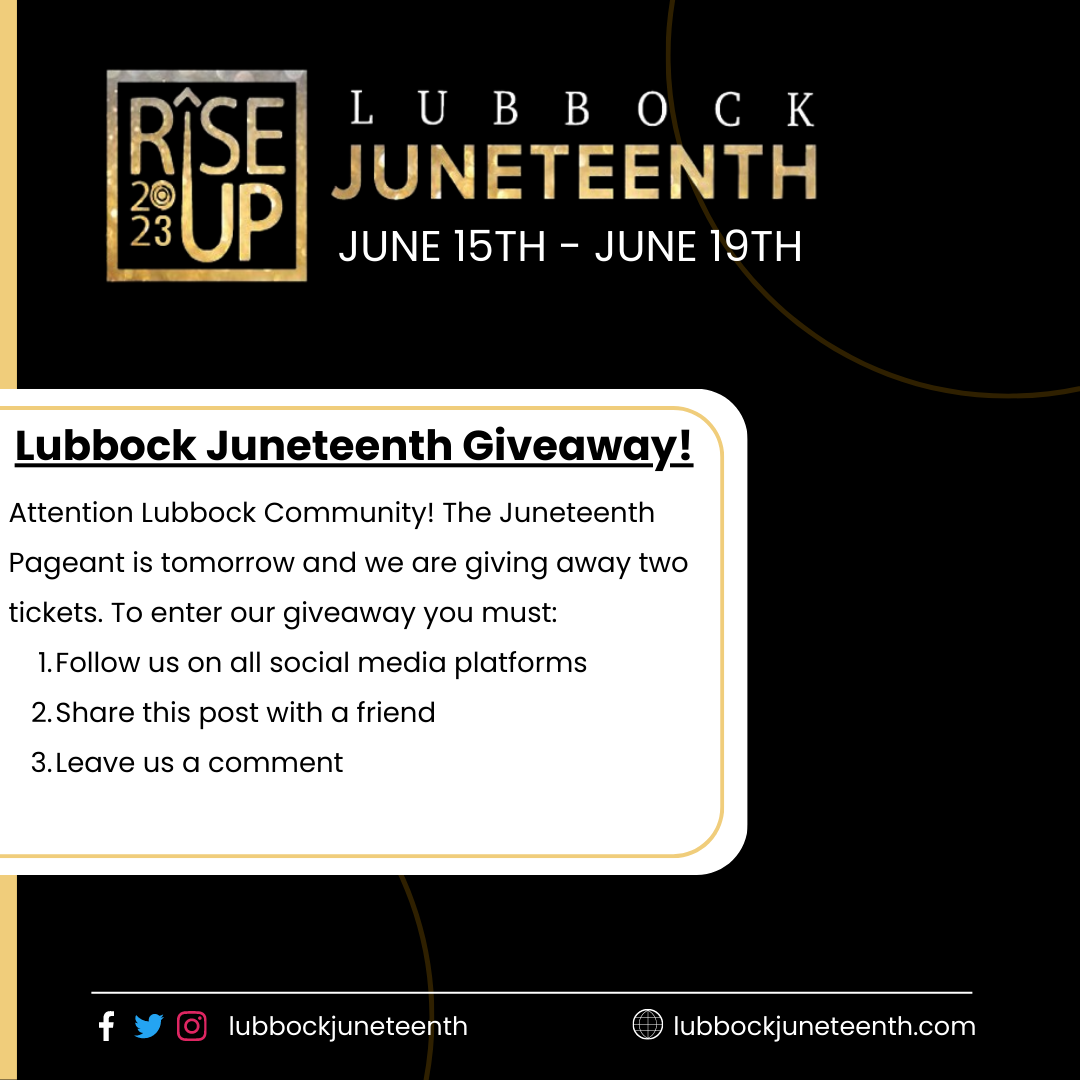 RISE
2023 UP
LUBBOCK
JUNETEENTH
JUNE 15TH - JUNE 19TH
Lubbock Juneteenth Giveaway!
Attention Lubbock Community! The Juneteenth
Pageant is tomorrow and we are giving away two
tickets. To enter our giveaway you must:
1. Follow us on all social media platforms
2. Share this post with a friend
3. Leave us a comment
lubbockjuneteenth
lubbockjuneteenth.com